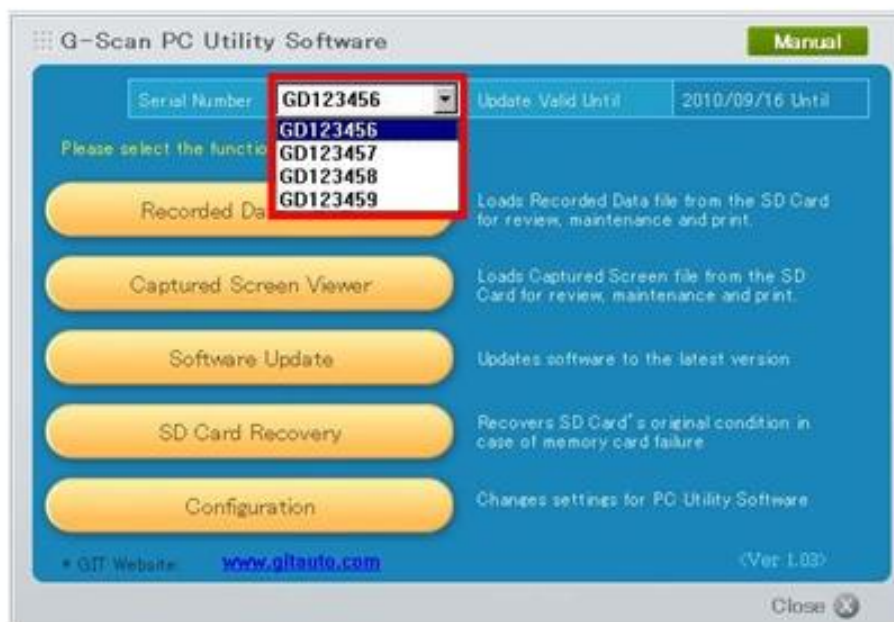 G-Scan PC Utility Software
Manual
Serial Number GD123456 Update Valid Until 2010/09/16 Until
GD123456
GD123457
GD123458
GD123459
Please select the functio
Recorded Da
Loads Recorded Data file from the SD Card
for review, maintenance and print.
Captured Screen Viewer
Loads Captured Screen file from the SD
Card for review, maintenance and print.
Software Update
Updates software to the latest version
SD Card Recovery
Recovers SD Card's original condition in
case of memory card failure
Configuration
Changes settings for PC Utility Software
* GIT Website: www.gitauto.com <Ver 1.03>
Close